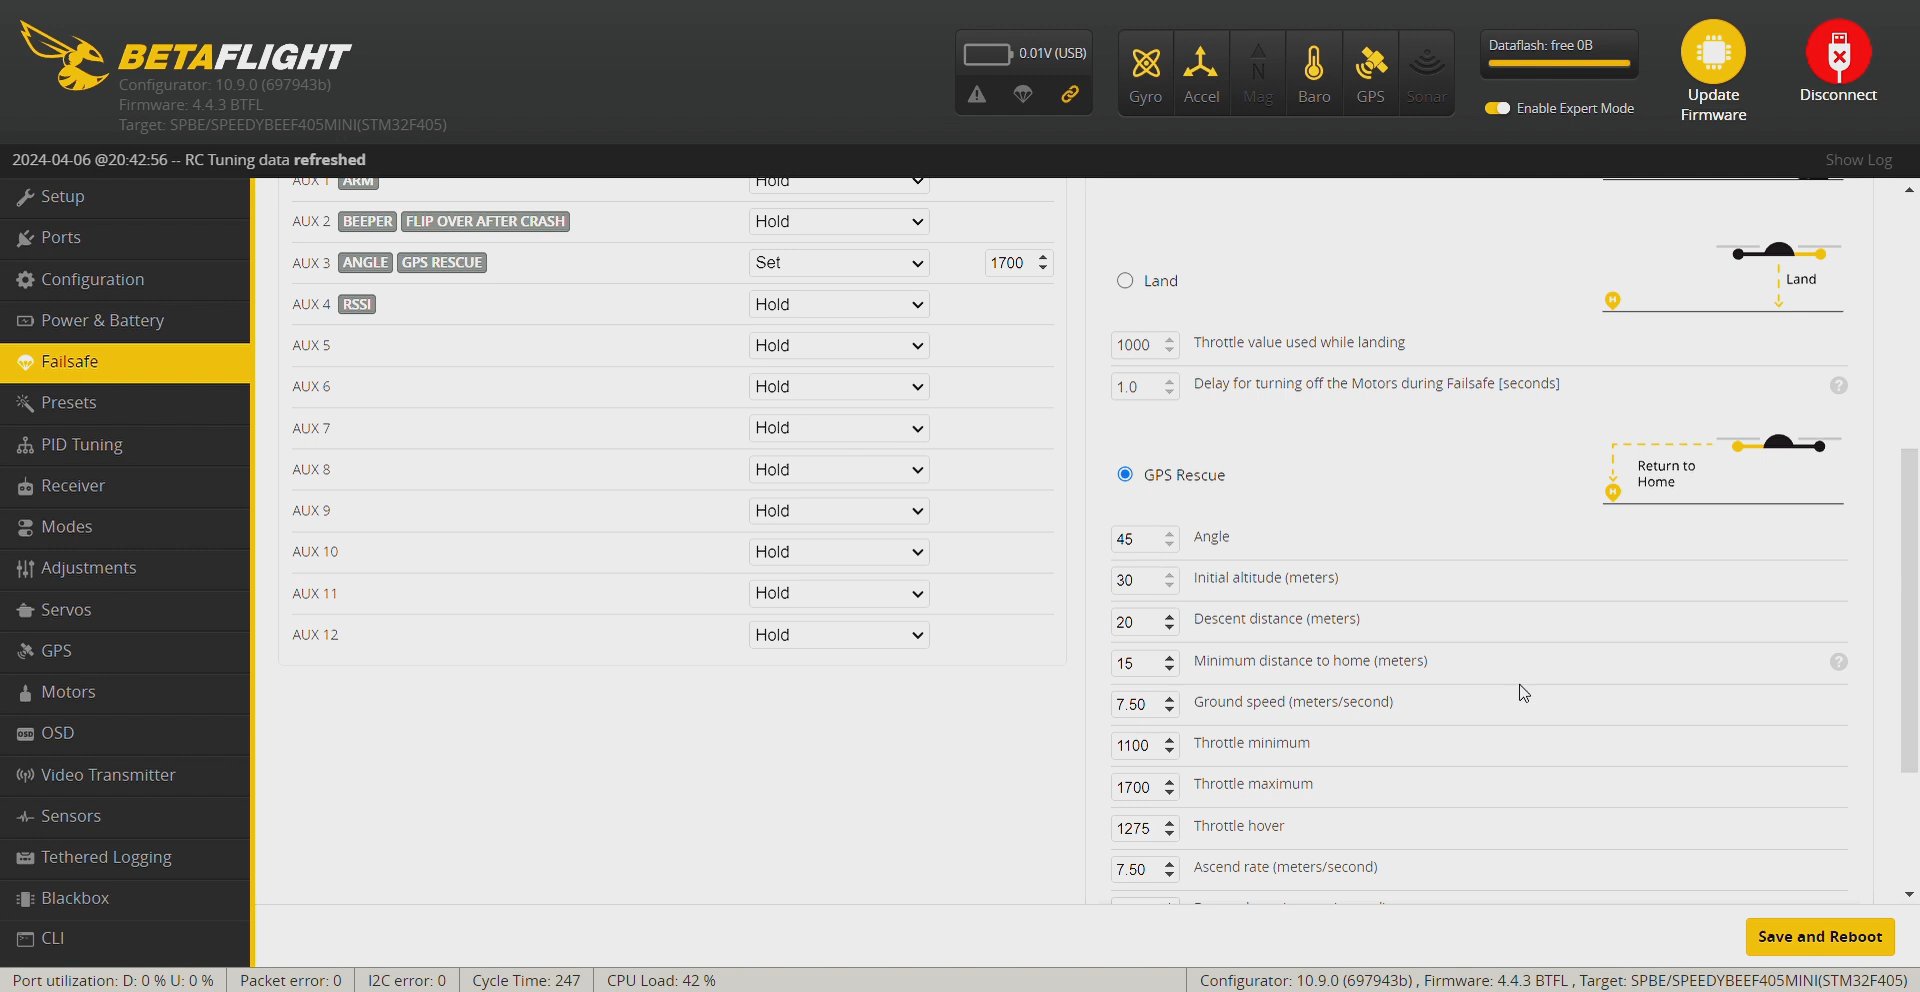 BETAFLIGHT
Configurator: 10.9.0 (697943b)
Firmware: 4.4.3 BTFL
Target: SPBE/SPEEDYBEEF405MINI(STM32F405)
0.01V (USB)
Gyro
Accel
N
Mag
Baro
GPS
Sonar
Dataflash: free 0B
Enable Expert Mode
Update
Firmware
Disconnect
2024-04-06 @20:42:56 -- RC Tuning data refreshed
Show Log
Setup
Ports
Configuration
Power & Battery
Failsafe
Presets
PID Tuning
Receiver
Modes
Adjustments
Servos
GPS
Motors
OSD OSD
Video Transmitter
Sensors
Tethered Logging
Blackbox
CLI
AUX 1 ARM Hold
AUX 2 BEEPER FLIP OVER AFTER CRASH Hold
AUX 3 ANGLE GPS RESCUE Set 1700
AUX 4 RSSI Hold
AUX 5 Hold
AUX 6 Hold
AUX 7 Hold
AUX 8 Hold
AUX 9 Hold
AUX 10 Hold
AUX 11 Hold
AUX 12 Hold
Land
Land
H
1000 Throttle value used while landing
1.0 Delay for turning off the Motors during Failsafe [seconds] ?
GPS Rescue
Return to
Home
H
45 Angle
30 Initial altitude (meters)
20 Descent distance (meters)
15 Minimum distance to home (meters) ?
7.50 Ground speed (meters/second)
1100 Throttle minimum
1700 Throttle maximum
1275 Throttle hover
7.50 Ascend rate (meters/second)
Save and Reboot
Port utilization: D: 0 % U: 0 %
Packet error: 0
I2C error: 0
Cycle Time: 247
CPU Load: 42 %
Configurator: 10.9.0 (697943b) , Firmware: 4.4.3 BTFL , Target: SPBE/SPEEDYBEEF405MINI(STM32F405)